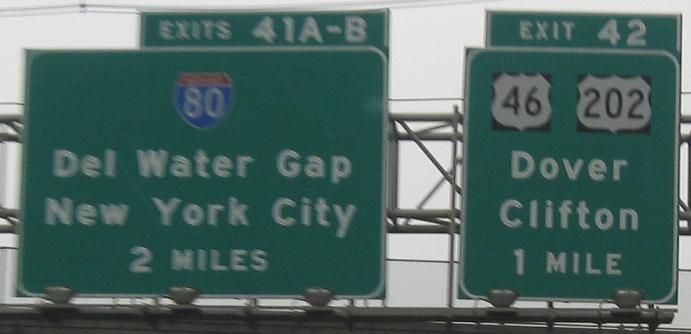 EXITS 41A-B
80
Del Water Gap
New York City
2 MILES
EXIT 42
46 202
Dover
Clifton
1 MILE